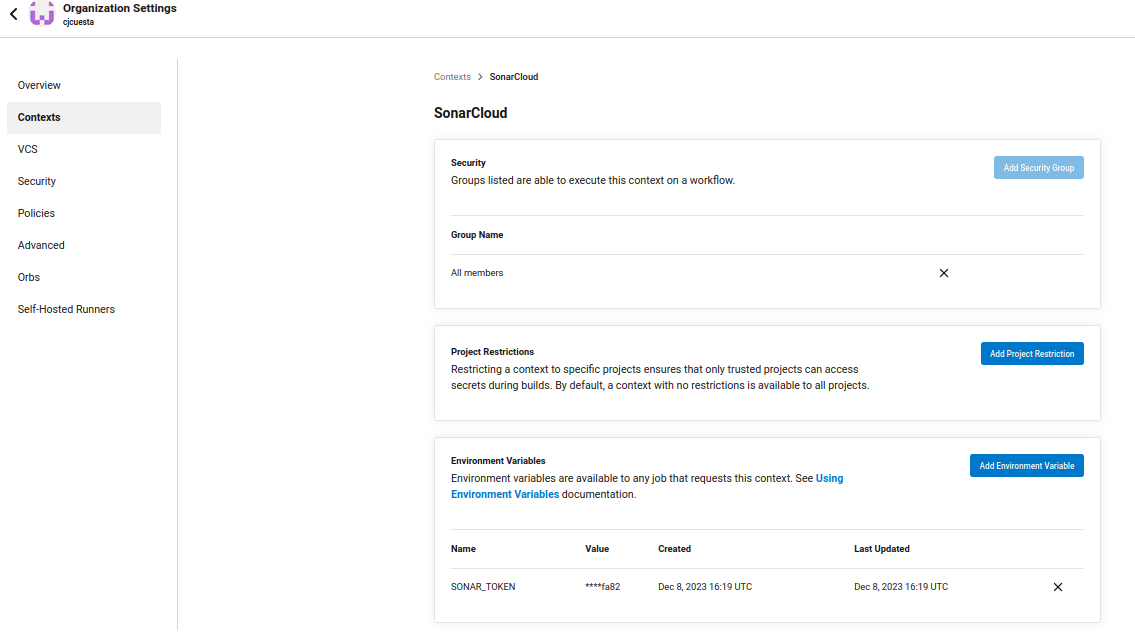 Organization Settings
cjcuesta
Overview
Contexts
VCS
Security
Policies
Advanced
Orbs
Self-Hosted Runners
Contexts > SonarCloud
SonarCloud
Security
Add Security Group
Groups listed are able to execute this context on a workflow.
Group Name
All members
Project Restrictions
Add Project Restriction
Restricting a context to specific projects ensures that only trusted projects can access
secrets during builds. By default, a context with no restrictions is available to all projects.
Environment Variables
Add Environment Variable
Environment variables are available to any job that requests this context. See Using
Environment Variables documentation.
Name Value Created Last Updated
SONAR_TOKEN ****fa82 Dec 8, 2023 16:19 UTC Dec 8, 2023 16:19 UTC